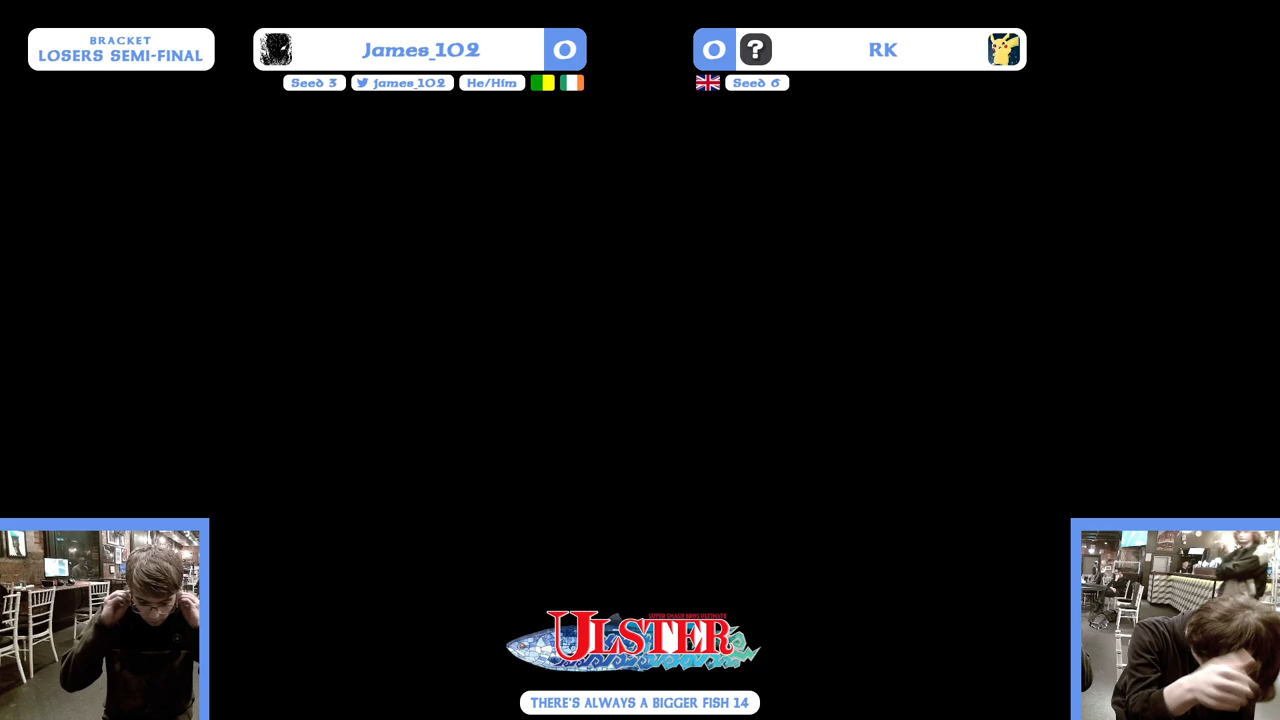 BRACKET
LOSERS SEMI-FINAL
James_102
0
0
?
RK
Seed 3
james_102
He/Him
Seed 6
SUPER SMASH BROS ULTIMATE
ULSTER
THERE'S ALWAYS A BIGGER FISH 14